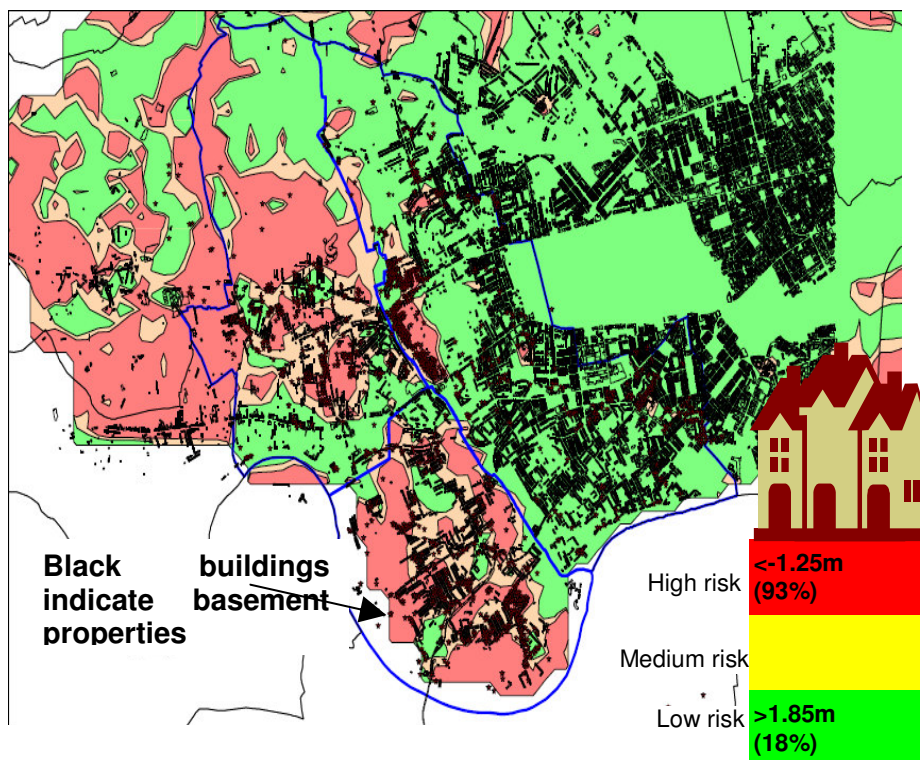 Black buildings
indicate basement
properties
High risk
<-1.25m
(93%)
Medium risk
Low risk
>1.85m
(18%)